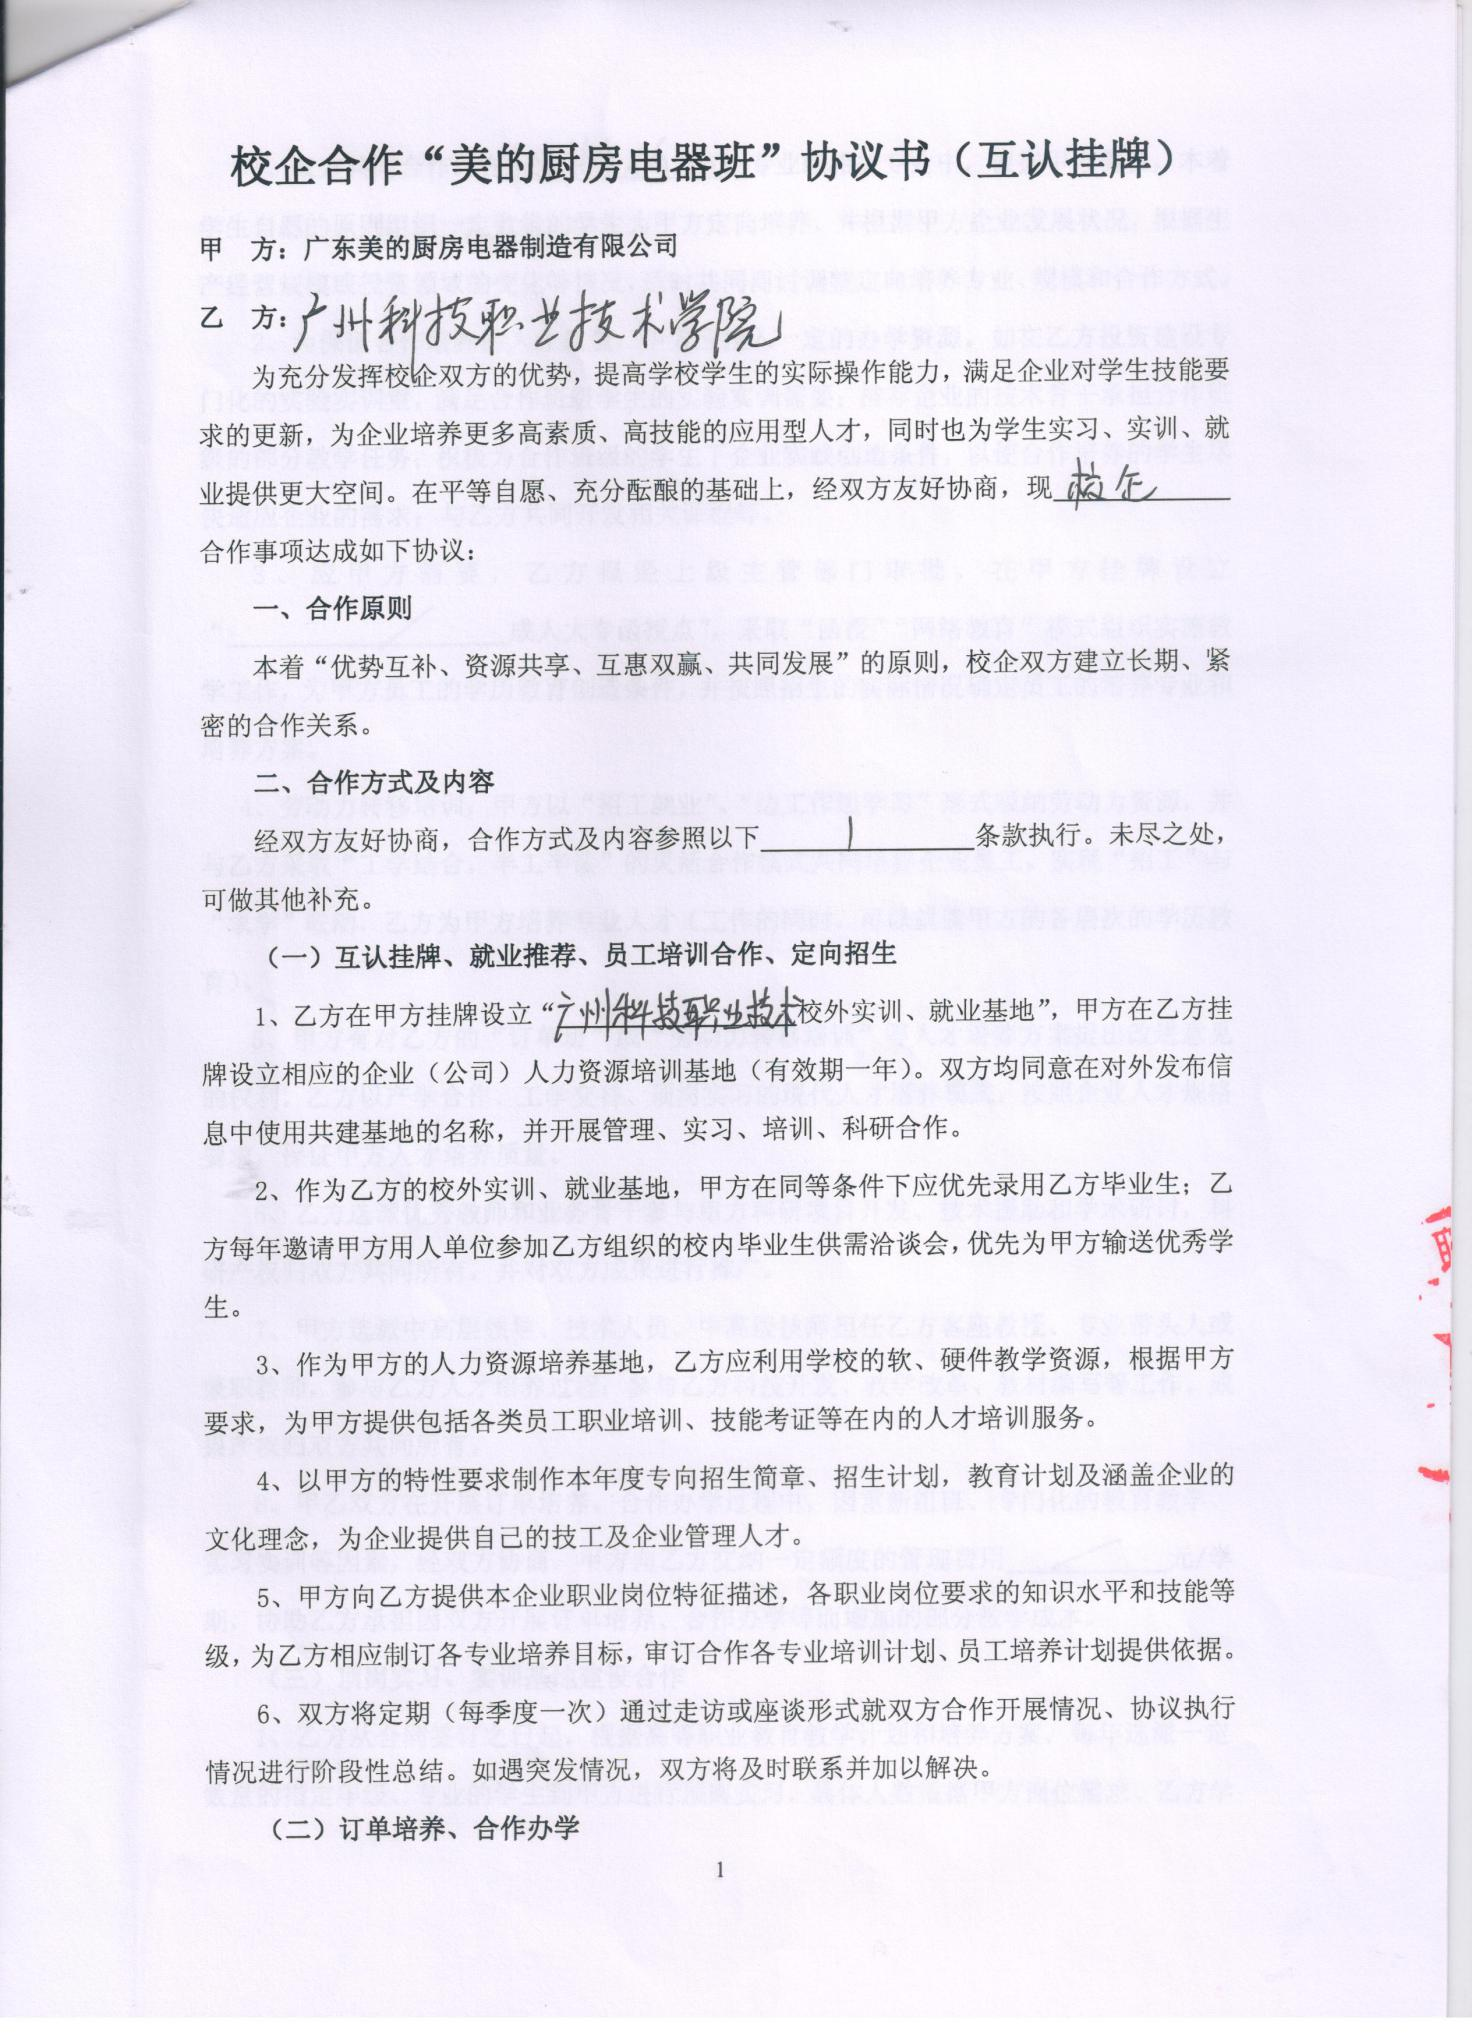 校企合作“美的厨房电器班”协议书（互认挂牌）
甲　方：广东美的厨房电器制造有限公司
乙　方：广州科技职业技术学院
为充分发挥校企双方的优势，提高学校学生的实际操作能力，满足企业对学生技能要
求的更新，为企业培养更多高素质、高技能的应用型人才，同时也为学生实习、实训、就
业提供更大空间。在平等自愿、充分酝酿的基础上，经双方友好协商，现校企
合作事项达成如下协议：
一、合作原则
本着“优势互补、资源共享、互惠双赢、共同发展”的原则，校企双方建立长期、紧
密的合作关系。
二、合作方式及内容
经双方友好协商，合作方式及内容参照以下1条款执行。未尽之处，
可做其他补充。
（一）互认挂牌、就业推荐、员工培训合作、定向招生
1、乙方在甲方挂牌设立“广州科技职业技术校外实训、就业基地”，甲方在乙方挂
牌设立相应的企业（公司）人力资源培训基地（有效期一年）。双方均同意在对外发布信
息中使用共建基地的名称，并开展管理、实习、培训、科研合作。
2、作为乙方的校外实训、就业基地，甲方在同等条件下应优先录用乙方毕业生；乙
方每年邀请甲方用人单位参加乙方组织的校内毕业生供需洽谈会，优先为甲方输送优秀学
生。
3、作为甲方的人力资源培养基地，乙方应利用学校的软、硬件教学资源，根据甲方
要求，为甲方提供包括各类员工职业培训、技能考证等在内的人才培训服务。
4、以甲方的特性要求制作本年度专向招生简章、招生计划，教育计划及涵盖企业的
文化理念，为企业提供自己的技工及企业管理人才。
5、甲方向乙方提供本企业职业岗位特征描述，各职业岗位要求的知识水平和技能等
级，为乙方相应制订各专业培养目标，审订合作各专业培训计划、员工培养计划提供依据。
6、双方将定期（每季度一次）通过走访或座谈形式就双方合作开展情况、协议执行
情况进行阶段性总结。如遇突发情况，双方将及时联系并加以解决。
（二）订单培养、合作办学
1